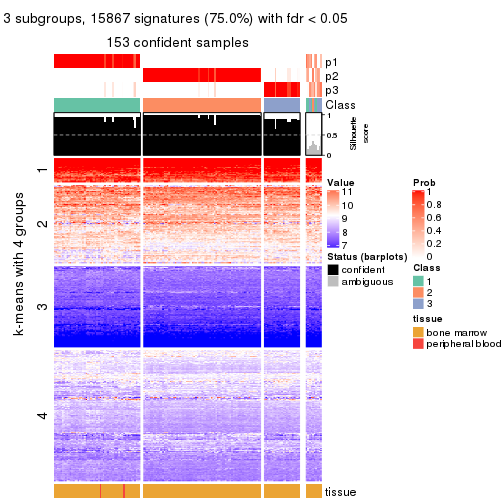 3 subgroups, 15867 signatures (75.0%) with fdr < 0.05
153 confident samples
p1
p2
p3
Class
1
0.5
0
Silhouette
score
k-means with 4 groups
1
2
3
4
tissue
Value
11
10
9
8
7
Status (barplots)
confident
ambiguous
Prob
1
0.8
0.6
0.4
0.2
0
Class
1
2
3
tissue
bone marrow
peripheral blood